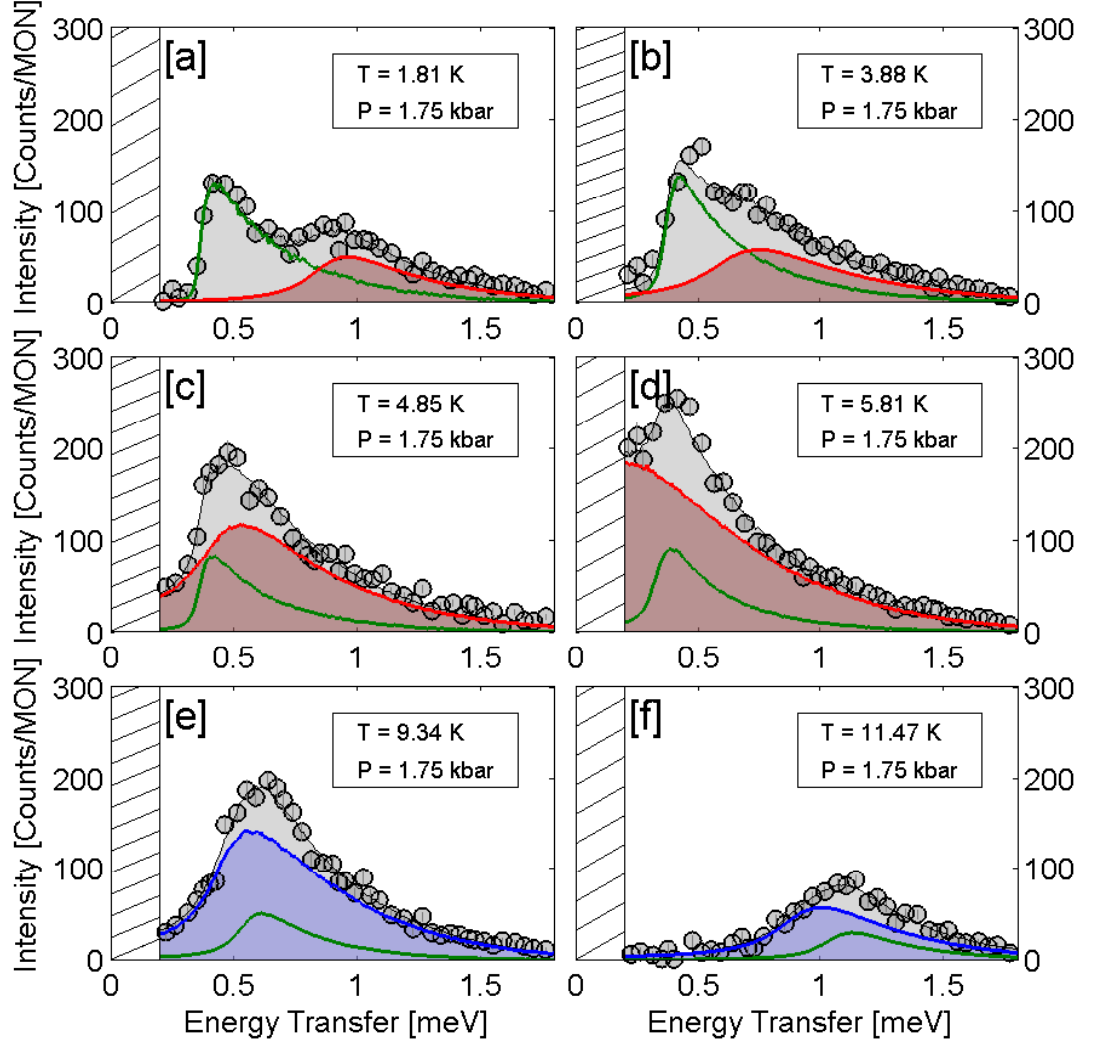 300
200
100
0
Intensity [Counts/MON]
[a]
T = 1.81 K
P = 1.75 kbar
0
0.5
1
1.5
[b]
T = 3.88 K
P = 1.75 kbar
300
200
100
0
0
0.5
1
1.5
300
200
100
0
Intensity [Counts/MON]
[c]
T = 4.85 K
P = 1.75 kbar
0
0.5
1
1.5
[d]
T = 5.81 K
P = 1.75 kbar
300
200
100
0
0
0.5
1
1.5
300
200
100
0
Intensity [Counts/MON]
[e]
T = 9.34 K
P = 1.75 kbar
0
0.5
1
1.5
Energy Transfer [meV]
[f]
T = 11.47 K
P = 1.75 kbar
300
200
100
0
0
0.5
1
1.5
Energy Transfer [meV]